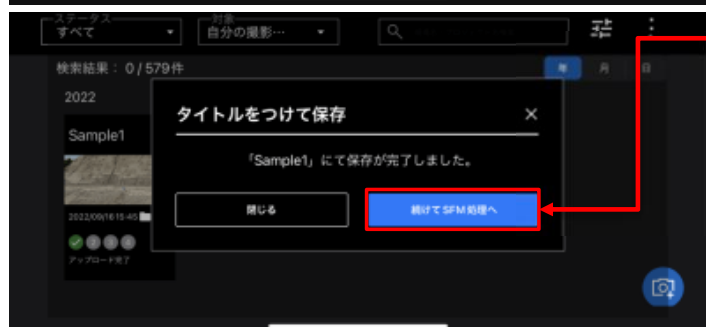 ステータス
すべて
対象
自分の撮影…
検索結果：0/579件
年 月 日
2022
Sample1
2022/09/16 15:45
アップロード完了
タイトルをつけて保存
「Sample1」にて保存が完了しました。
閉じる
続けてSFM処理へ